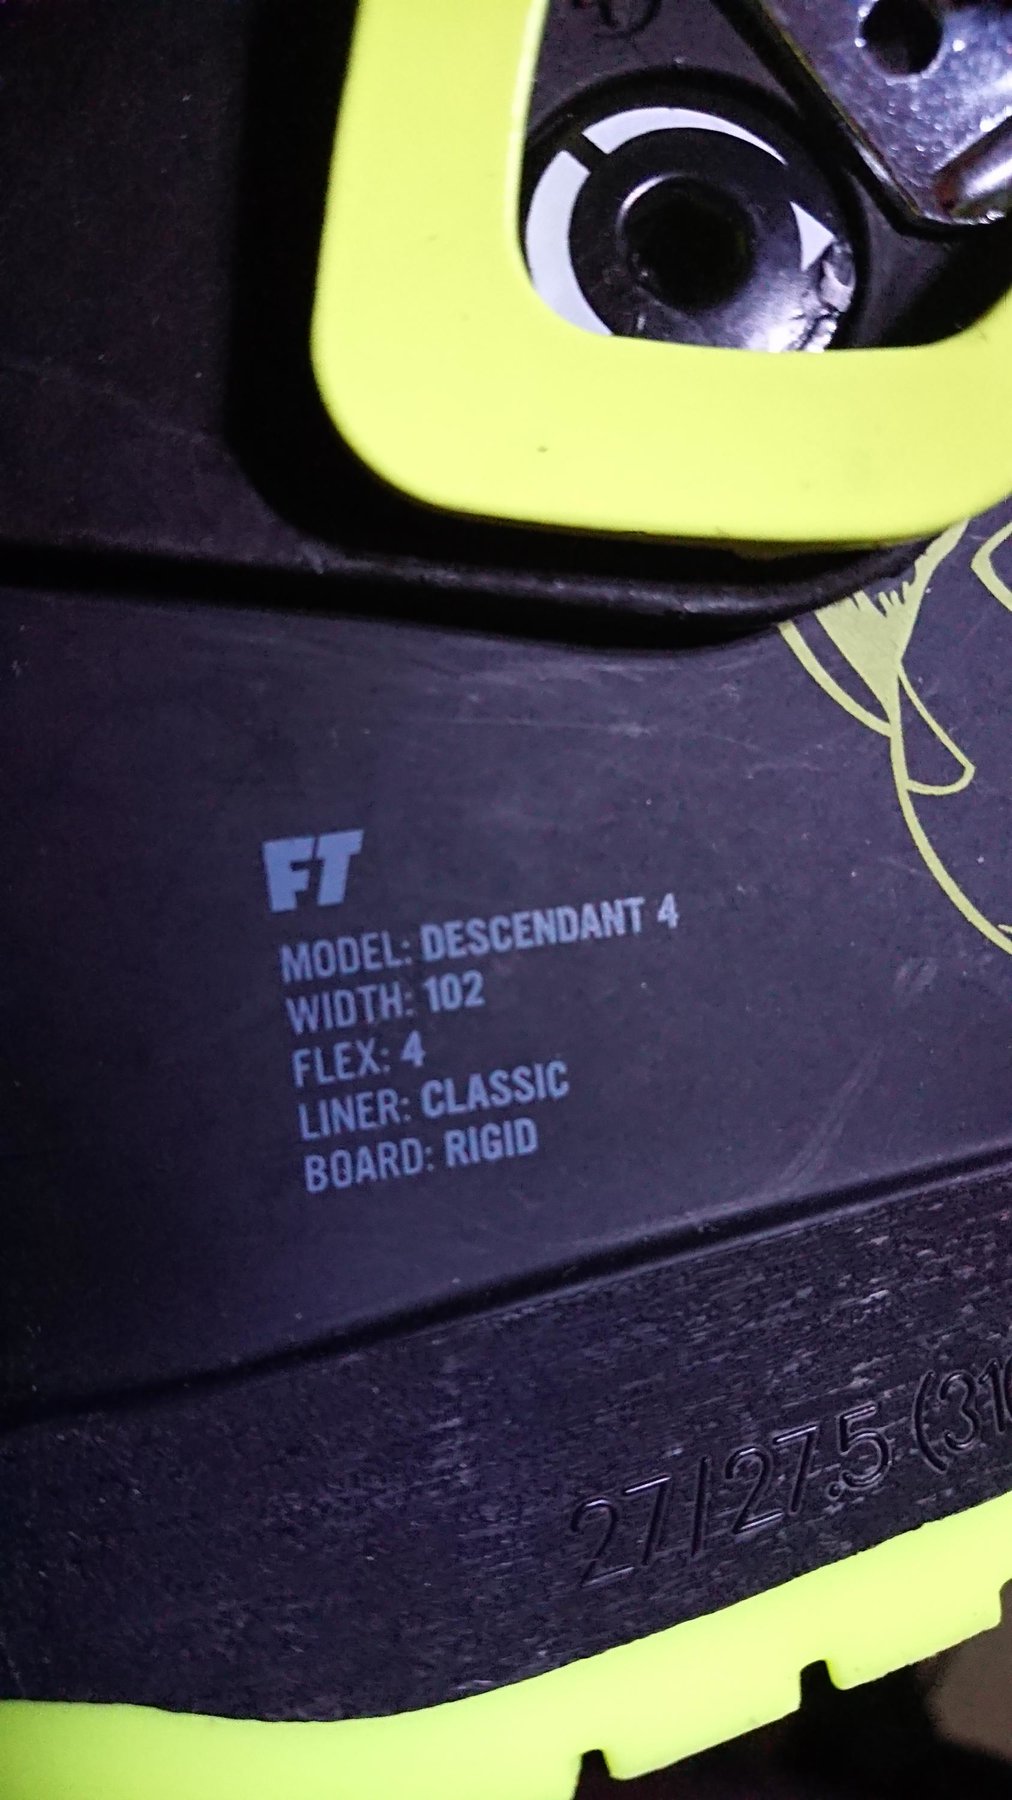 FT
MODEL: DESCENDANT 4
WIDTH: 102
FLEX: 4
LINER: CLASSIC
BOARD: RIGID
27/27.5